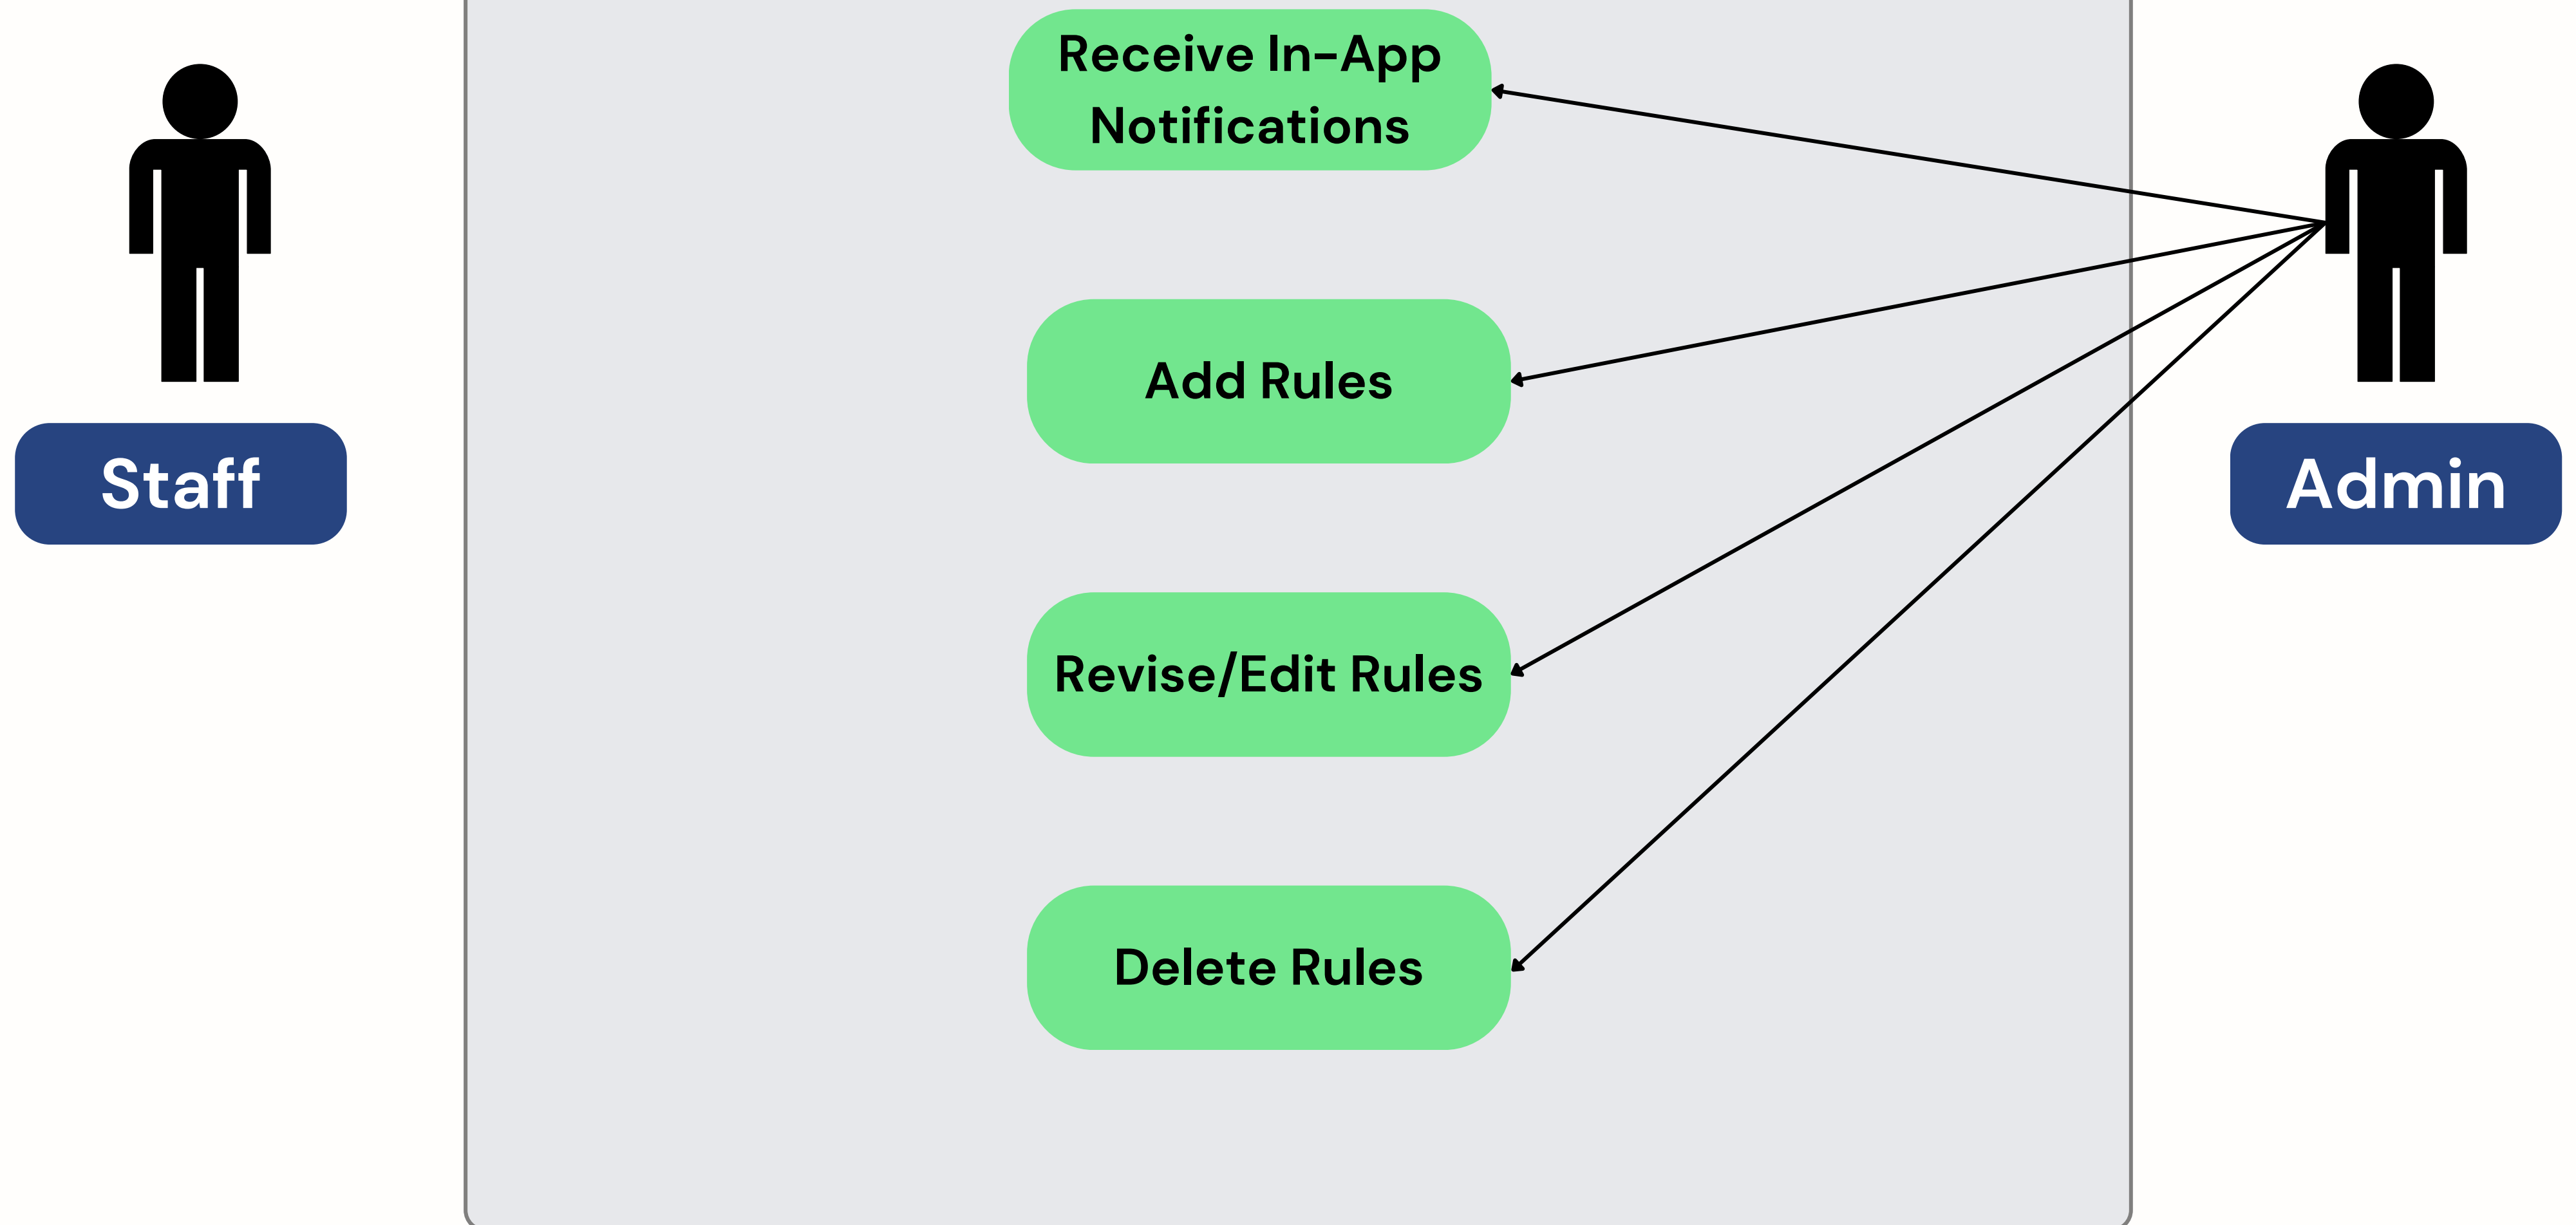 Receive In-App
Notifications
Add Rules
Staff
Admin
Revise/Edit Rules
Delete Rules